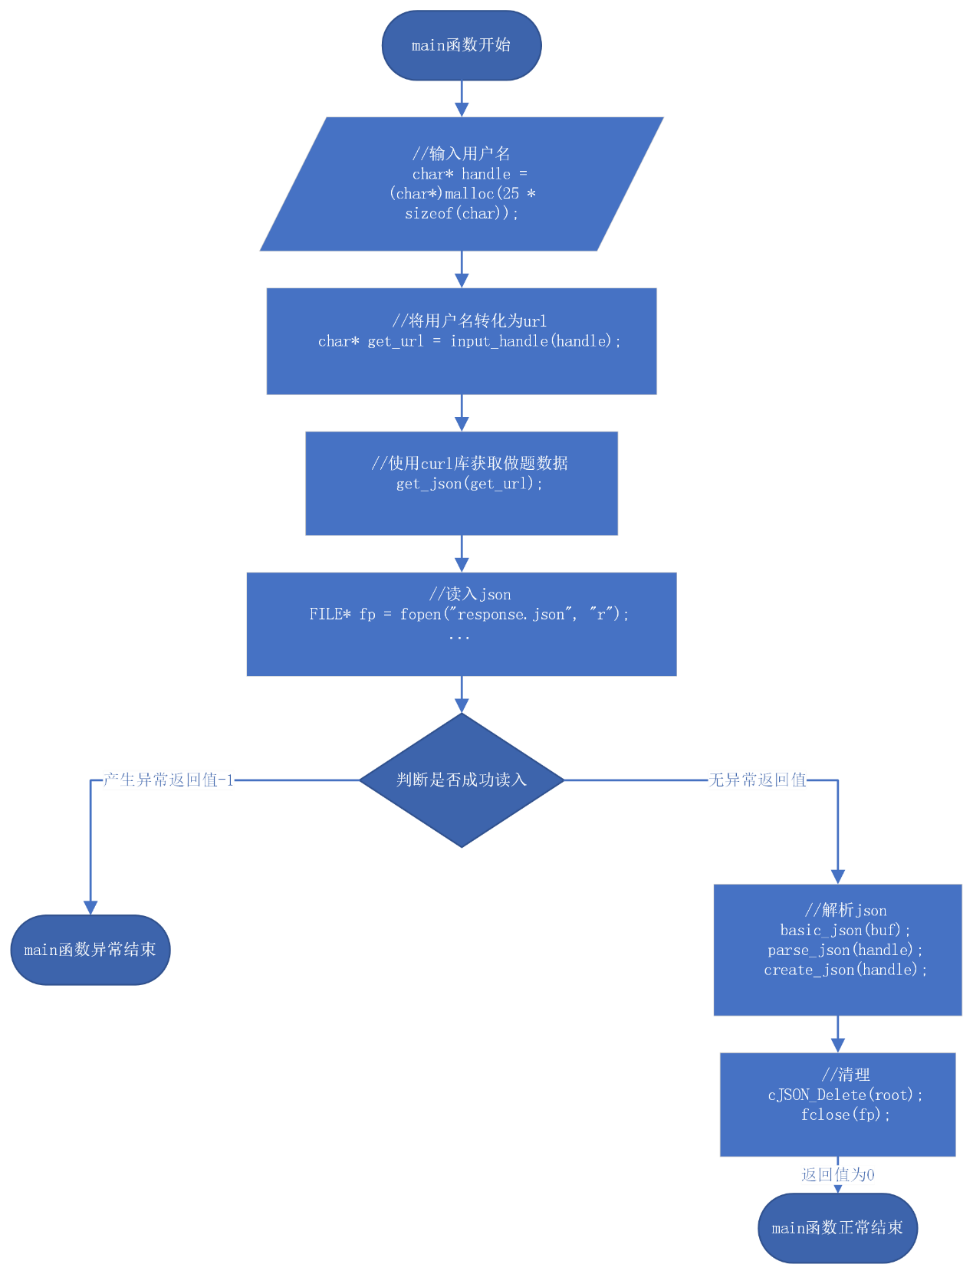 main函数开始
//输入用户名
char* handle =
(char*)malloc(25 *
sizeof(char));
//将用户名转化为url
char* get_url = input_handle(handle);
//使用curl库获取做题数据
get_json(get_url);
//读入json
FILE* fp = fopen("response.json", "r");
...
判断是否成功读入
产生异常返回值-1
无异常返回值
main函数异常结束
//解析json
basic_json(buf);
parse_json(handle);
create_json(handle);
//清理
cJSON_Delete(root);
fclose(fp);
返回值为0
main函数正常结束